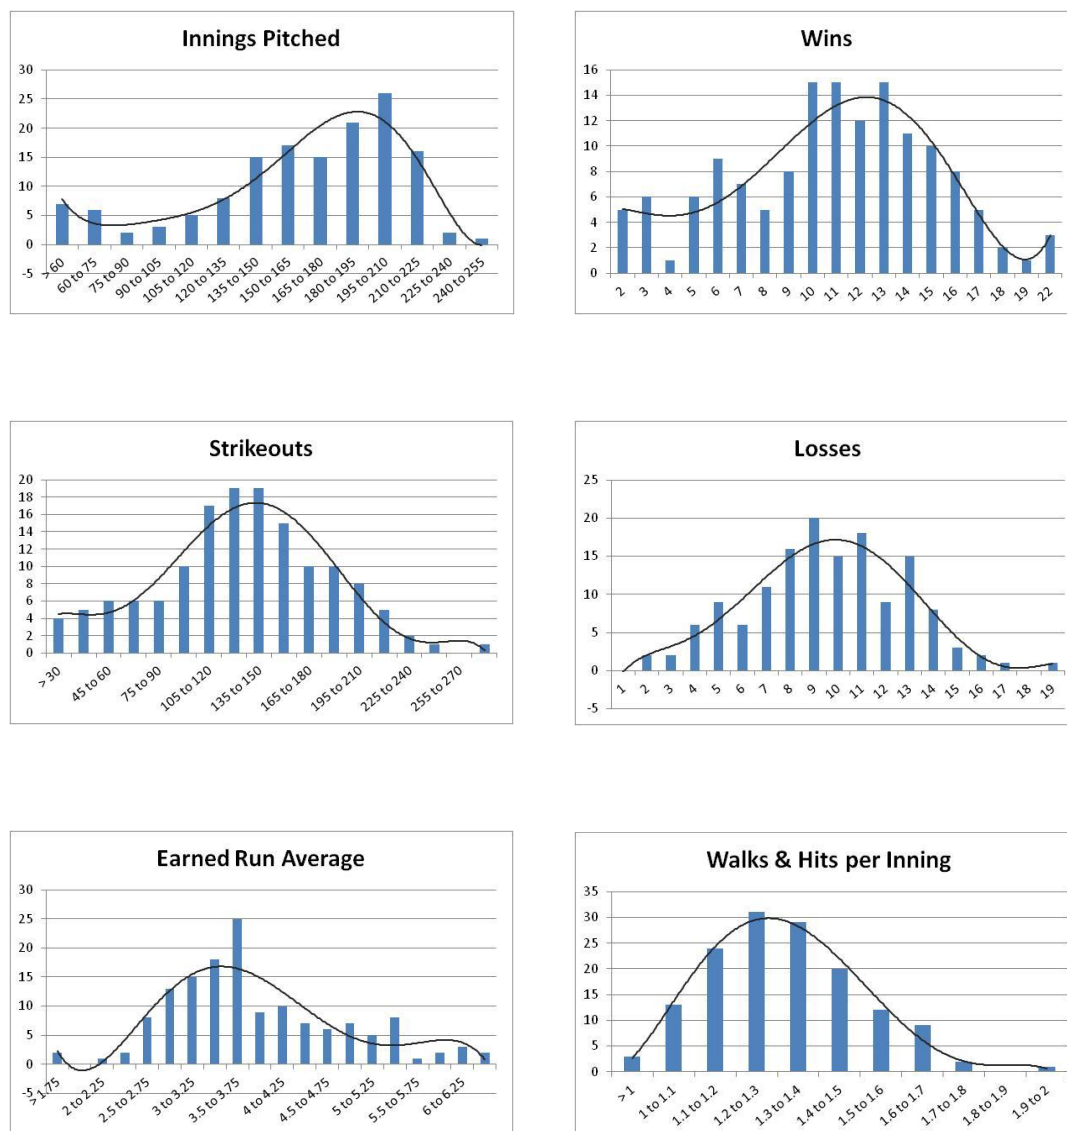 Innings Pitched
30
25
20
15
10
5
0
-5
> 60
60 to 75
75 to 90
90 to 105
105 to 120
120 to 135
135 to 150
150 to 165
165 to 180
180 to 195
195 to 210
210 to 225
225 to 240
240 to 255
Wins
16
14
12
10
8
6
4
2
0
2
3
4
5
6
7
8
9
10
11
12
13
14
15
16
17
18
19
22
Strikeouts
20
18
16
14
12
10
8
6
4
2
0
> 30
45 to 60
75 to 90
105 to 120
135 to 150
165 to 180
195 to 210
225 to 240
255 to 270
Losses
25
20
15
10
5
0
-5
1
2
3
4
5
6
7
8
9
10
11
12
13
14
15
16
17
18
19
Earned Run Average
30
25
20
15
10
5
0
-5
> 1.75
2 to 2.25
2.5 to 2.75
3 to 3.25
3.5 to 3.75
4 to 4.25
4.5 to 4.75
5 to 5.25
5.5 to 5.75
6 to 6.25
Walks & Hits per Inning
35
30
25
20
15
10
5
0
> 1
1 to 1.1
1.1 to 1.2
1.2 to 1.3
1.3 to 1.4
1.4 to 1.5
1.5 to 1.6
1.6 to 1.7
1.7 to 1.8
1.8 to 1.9
1.9 to 2